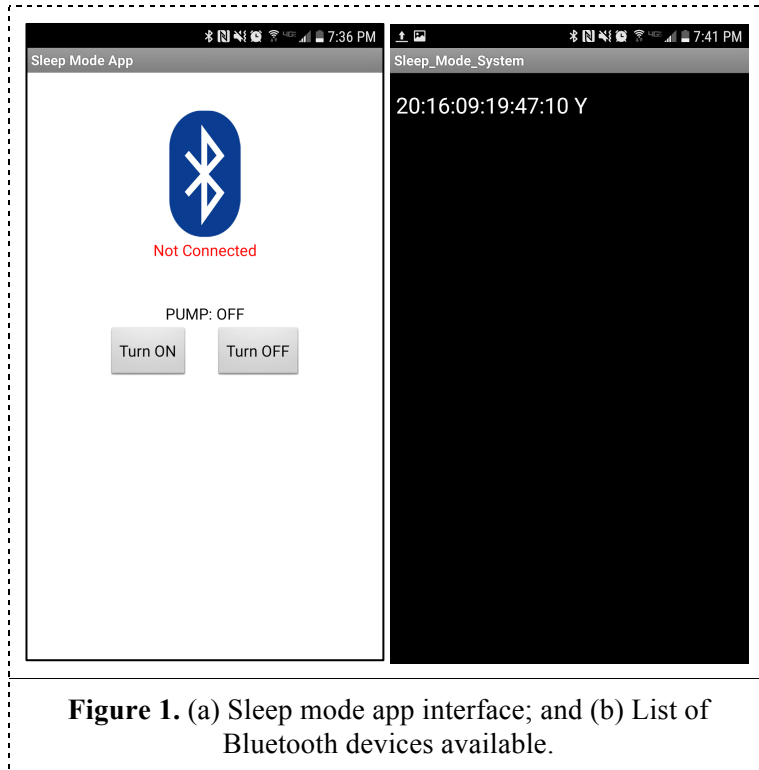 7:36 PM
Sleep Mode App
Not Connected
PUMP: OFF
Turn ON Turn OFF
4GE 7:41 PM
Sleep_Mode_System
20:16:09:19:47:10 Y
Figure 1. (a) Sleep mode app interface; and (b) List of
Bluetooth devices available.